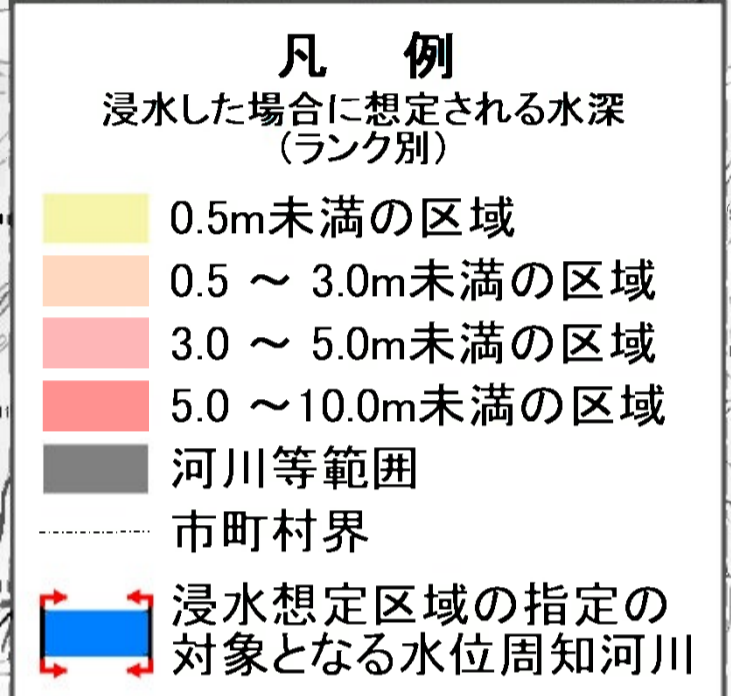 凡　例
浸水した場合に想定される水深
（ランク別）
0.5m未満の区域
0.5 ～ 3.0m未満の区域
3.0 ～ 5.0m未満の区域
5.0 ～10.0m未満の区域
河川等範囲
市町村界
浸水想定区域の指定の
対象となる水位周知河川